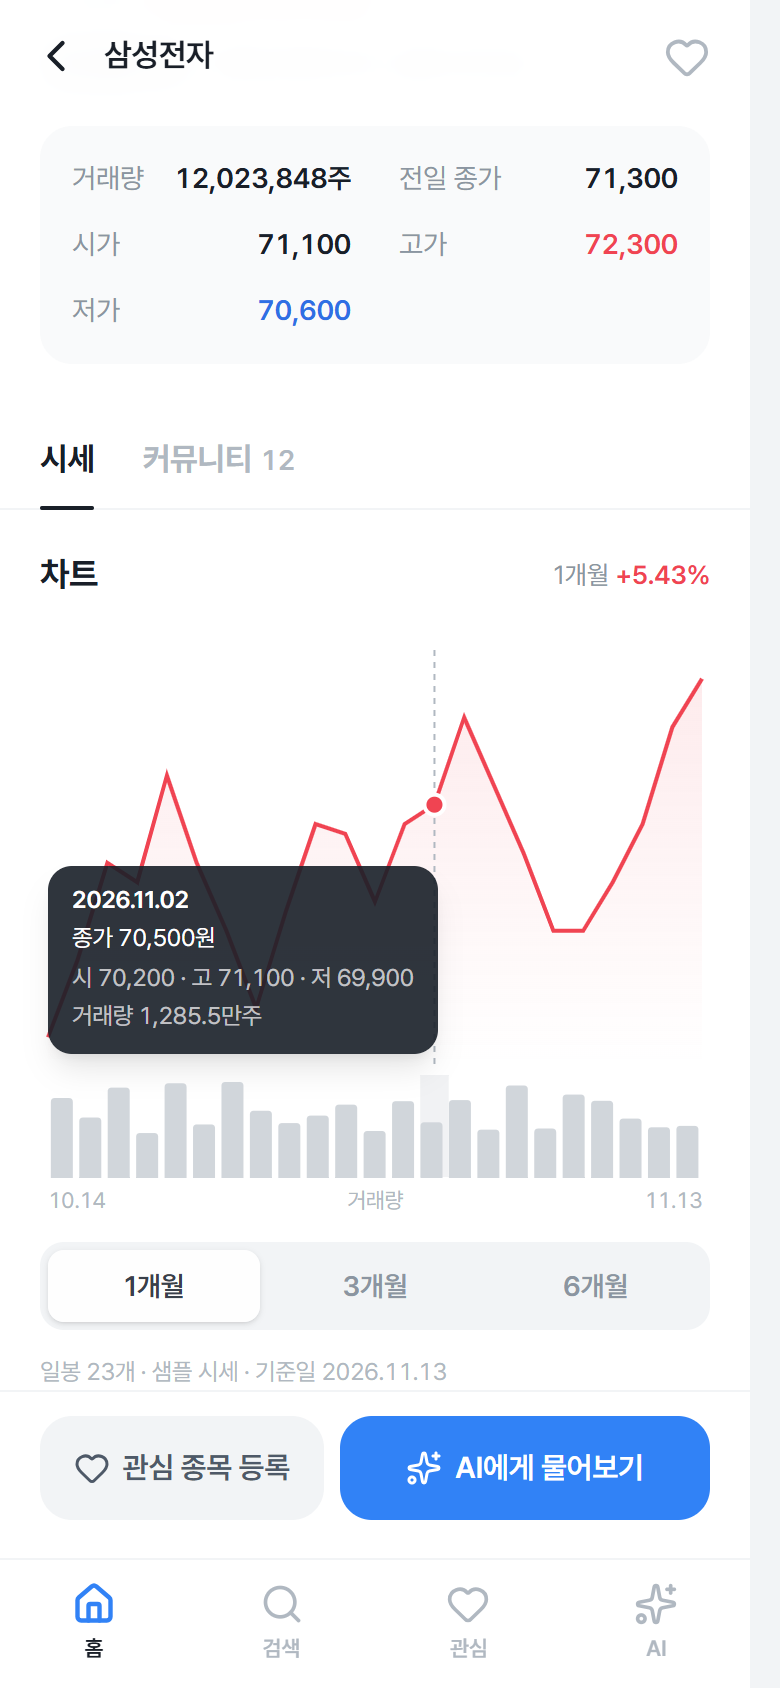 삼성전자
거래량 12,023,848주 전일 종가 71,300
시가 71,100 고가 72,300
저가 70,600
시세 커뮤니티 12
차트 1개월 +5.43%
2026.11.02
종가 70,500원
시 70,200 · 고 71,100 · 저 69,900
거래량 1,285.5만주
10.14 거래량 11.13
1개월 3개월 6개월
일봉 23개 · 샘플 시세 · 기준일 2026.11.13
관심 종목 등록 AI에게 물어보기
홈 검색 관심 AI